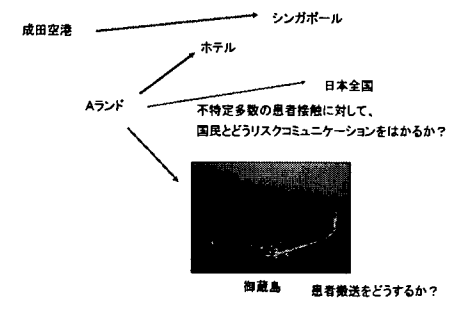 シンガポール
成田空港
ホテル
日本全国
Aランド
不特定多数の患者接触に対して、
国民とどうリスクコミュニケーションをはかるか？
御蔵島
患者搬送をどうするか？